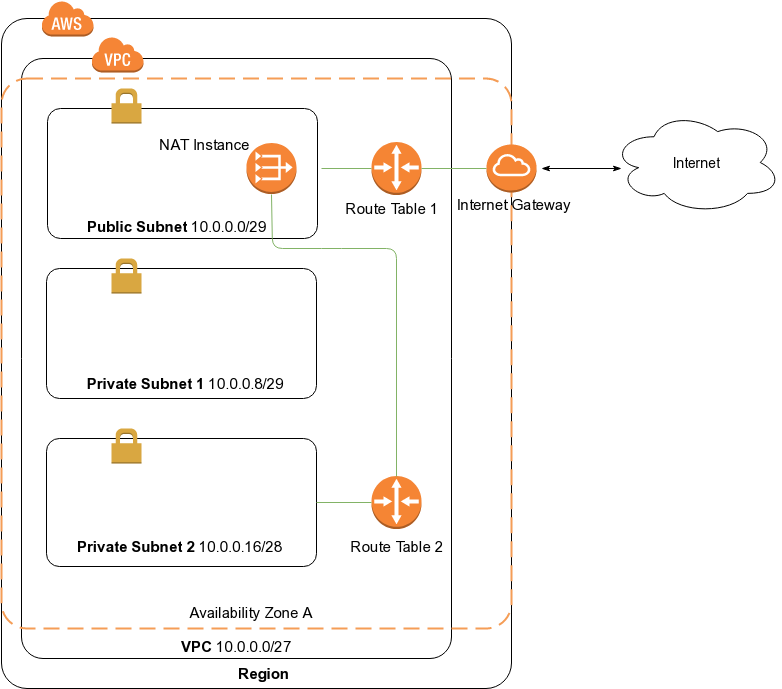 AWS
VPC
NAT Instance
Public Subnet 10.0.0.0/29
Route Table 1
Internet Gateway
Internet
Private Subnet 1 10.0.0.8/29
Private Subnet 2 10.0.0.16/28
Route Table 2
Availability Zone A
VPC 10.0.0.0/27
Region